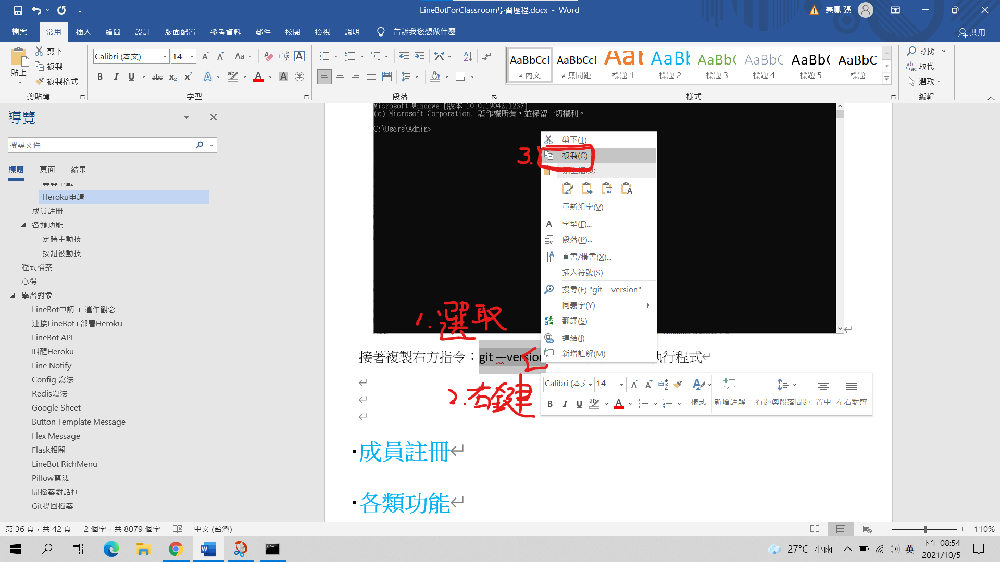 LineBotForClassroom學習歷程.docx - Word
美鳳 張
檔案 常用 插入 繪圖 設計 版面配置 參考資料 郵件 校閱 檢視 說明 告訴我您想做什麼 共用
貼上
剪下
複製
複製格式
剪貼簿
Calibri (本文) 14
字型
段落
AaBbCcI 內文
AaBbCcI 無間距
AaI 標題 1
AaBbI 標題 2
AaBbC( 標題 3
AaBbC 標題 4
AaBbC( 標題 5
AaBbC 標題
樣式
尋找
取代
選取
編輯
導覽
搜尋文件
標題 頁面 結果
Heroku申請
成員註冊
各類功能
定時主動技
按鈕被動技
程式檔案
心得
學習對象
LineBot申請 + 運作觀念
連接LineBot+部署Heroku
LineBot API
叫醒Heroku
Line Notify
Config 寫法
Redis寫法
Google Sheet
Button Template Message
Flex Message
Flask相關
LineBot RichMenu
Pillow寫法
開檔案對話框
Git找回檔案
Microsoft Windows [版本 10.0.19042.1237]
(c) Microsoft Corporation. 著作權所有，並保留一切權利。
C:\Users\Admin>
剪下(T)
3. 複製(C)
貼上選項:
重新組字(V)
字型(F)...
段落(P)...
直書/橫書(X)...
插入符號(S)
搜尋(E) "git –-version"
同義字(Y)
翻譯(S)
連結(I)
新增註解(M)
1.選取
接著複製右方指令：git –-version
執行程式
2.右鍵
Calibri (本文 14
樣式 新增註解 行距與段落間距 置中 左右對齊
成員註冊
各類功能
第 36 頁，共 42 頁 2 個字，共 8079 個字 中文 (台灣) 110%
27°C 小雨 英 下午 08:54
2021/10/5